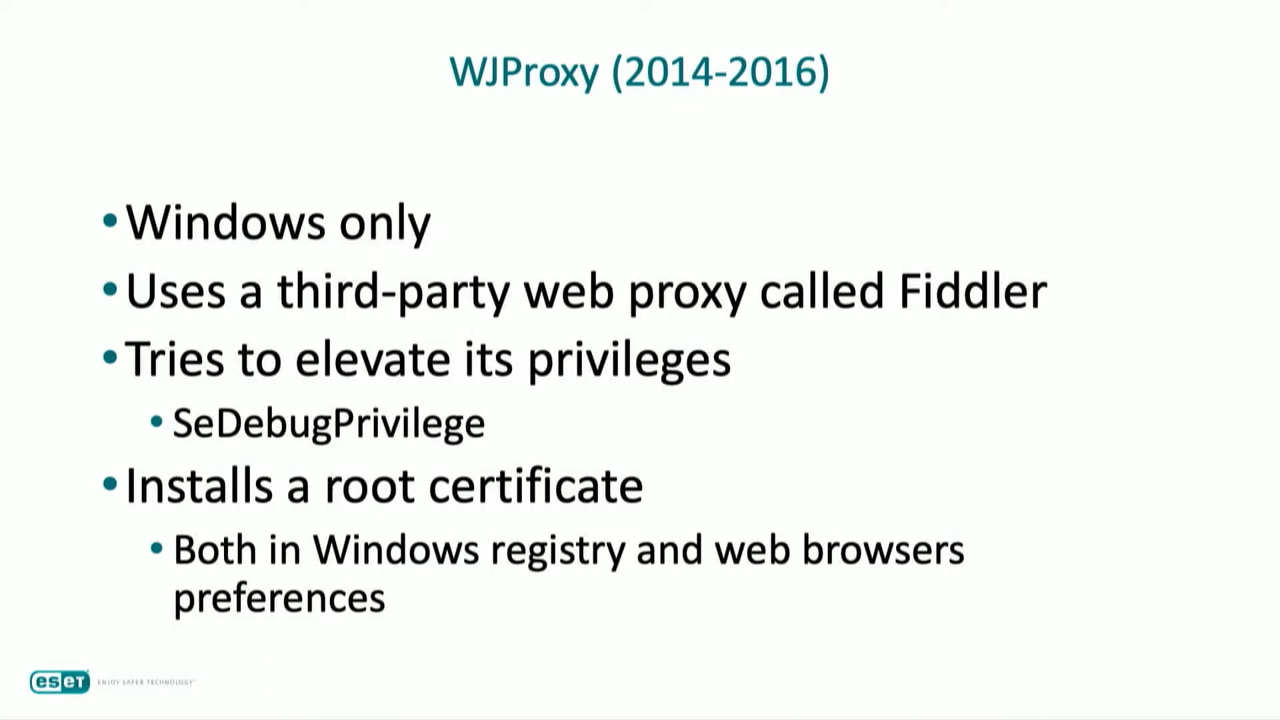 WJProxy (2014-2016)
•Windows only
•Uses a third-party web proxy called Fiddler
•Tries to elevate its privileges
•SeDebugPrivilege
•Installs a root certificate
•Both in Windows registry and web browsers
preferences
eset ENJOY SAFER TECHNOLOGY™